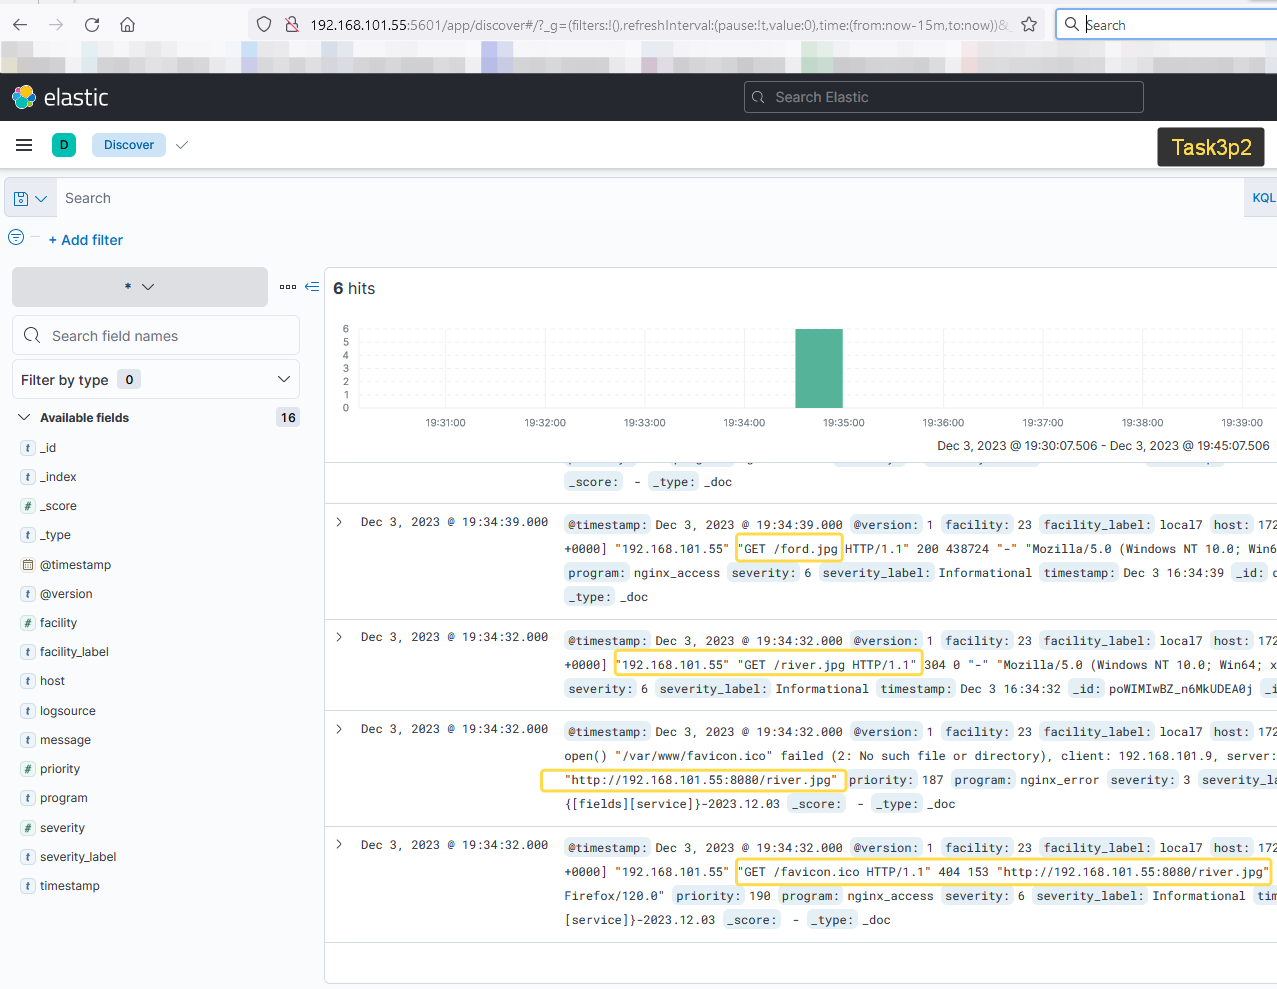 192.168.101.55:5601/app/discover#/?_g=(filters:!(),refreshInterval:(pause:!t,value:0),time:(from:now-15m,to:now))&_
Search
elastic
Search Elastic
D
Discover
Task3p2
Search
KQL
+ Add filter
*
6 hits
Search field names
Filter by type 0
Available fields 16
t _id
t _index
# _score
t _type
@timestamp
t @version
# facility
t facility_label
t host
t logsource
t message
# priority
t program
# severity
t severity_label
t timestamp
6
5
4
3
2
1
0
19:31:00 19:32:00 19:33:00 19:34:00 19:35:00 19:36:00 19:37:00 19:38:00 19:39:00
Dec 3, 2023 @ 19:30:07.506 - Dec 3, 2023 @ 19:45:07.506
_score: - _type: _doc
Dec 3, 2023 @ 19:34:39.000 @timestamp: Dec 3, 2023 @ 19:34:39.000 @version: 1 facility: 23 facility_label: local7 host: 172
+0000] "192.168.101.55" "GET /ford.jpg HTTP/1.1" 200 438724 "-" "Mozilla/5.0 (Windows NT 10.0; Win6
program: nginx_access severity: 6 severity_label: Informational timestamp: Dec 3 16:34:39 _id:
_type: _doc
Dec 3, 2023 @ 19:34:32.000 @timestamp: Dec 3, 2023 @ 19:34:32.000 @version: 1 facility: 23 facility_label: local7 host: 172
+0000] "192.168.101.55" "GET /river.jpg HTTP/1.1" 304 0 "-" "Mozilla/5.0 (Windows NT 10.0; Win64; x
severity: 6 severity_label: Informational timestamp: Dec 3 16:34:32 _id: poWIMIwBZ_n6MkUDEA0j _i
Dec 3, 2023 @ 19:34:32.000 @timestamp: Dec 3, 2023 @ 19:34:32.000 @version: 1 facility: 23 facility_label: local7 host: 172
open() "/var/www/favicon.ico" failed (2: No such file or directory), client: 192.168.101.9, server:
"http://192.168.101.55:8080/river.jpg" priority: 187 program: nginx_error severity: 3 severity_la
{[fields][service]}-2023.12.03 _score: - _type: _doc
Dec 3, 2023 @ 19:34:32.000 @timestamp: Dec 3, 2023 @ 19:34:32.000 @version: 1 facility: 23 facility_label: local7 host: 172
+0000] "192.168.101.55" "GET /favicon.ico HTTP/1.1" 404 153 "http://192.168.101.55:8080/river.jpg"
Firefox/120.0" priority: 190 program: nginx_access severity: 6 severity_label: Informational tim
[service]}-2023.12.03 _score: - _type: _doc